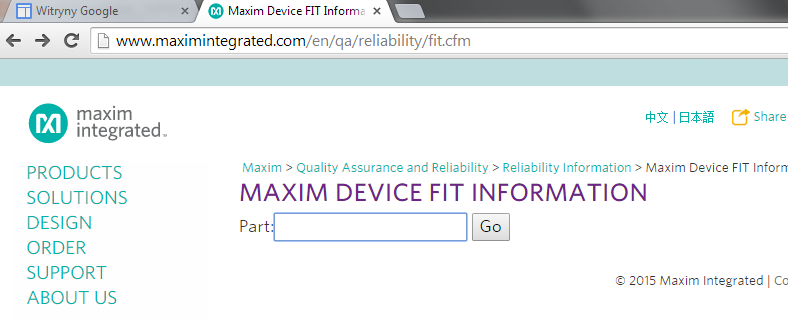 Witryny Google
Maxim Device FIT Informa
www.maximintegrated.com/en/qa/reliability/fit.cfm
maxim
integrated™
中文 | 日本語
Share
PRODUCTS
SOLUTIONS
DESIGN
ORDER
SUPPORT
ABOUT US
Maxim > Quality Assurance and Reliability > Reliability Information > Maxim Device FIT Inform
MAXIM DEVICE FIT INFORMATION
Part:
Go
© 2015 Maxim Integrated | Co